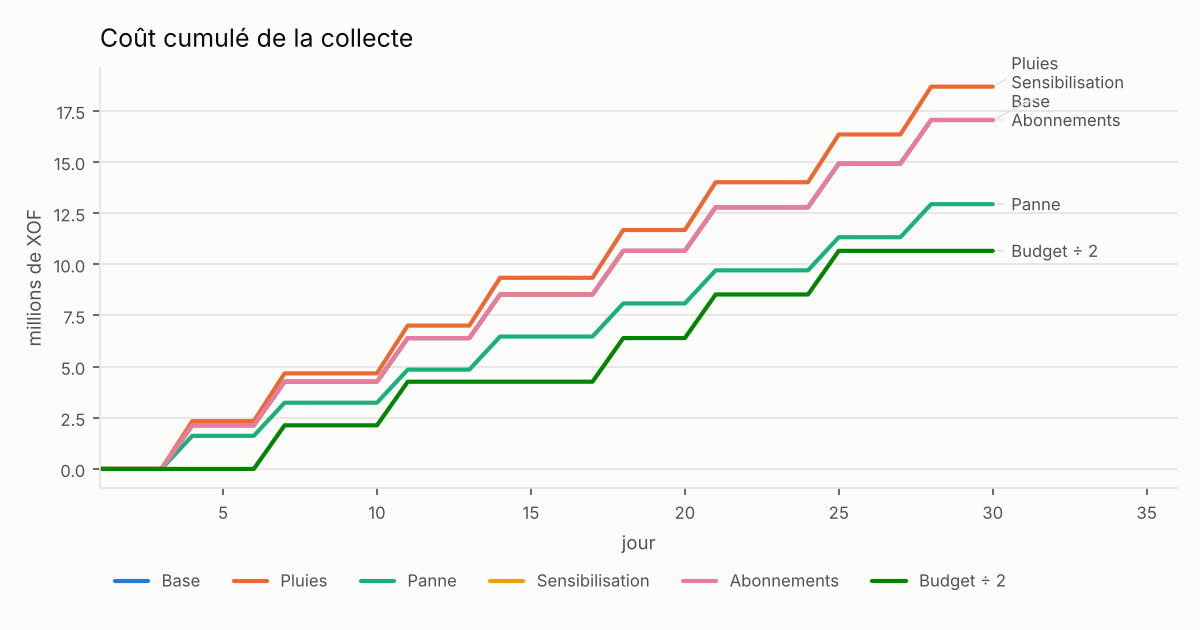 Coût cumulé de la collecte
Pluies
Sensibilisation
Base
Abonnements
Panne
Budget ÷ 2
millions de XOF
17.5
15.0
12.5
10.0
7.5
5.0
2.5
0.0
5 10 15 20 25 30 35
jour
Base Pluies Panne Sensibilisation Abonnements Budget ÷ 2